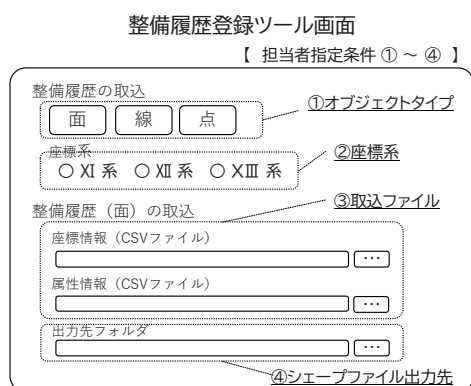 整備履歴登録ツール画面
【 担当者指定条件 ① ～ ④ 】
整備履歴の取込
面 線 点
①オブジェクトタイプ
座標系
○ Ⅺ 系 ○ Ⅻ 系 ○ XⅢ 系
②座標系
③取込ファイル
整備履歴（面）の取込
座標情報（CSVファイル）
…
属性情報（CSVファイル）
…
出力先フォルダ
…
④シェープファイル出力先